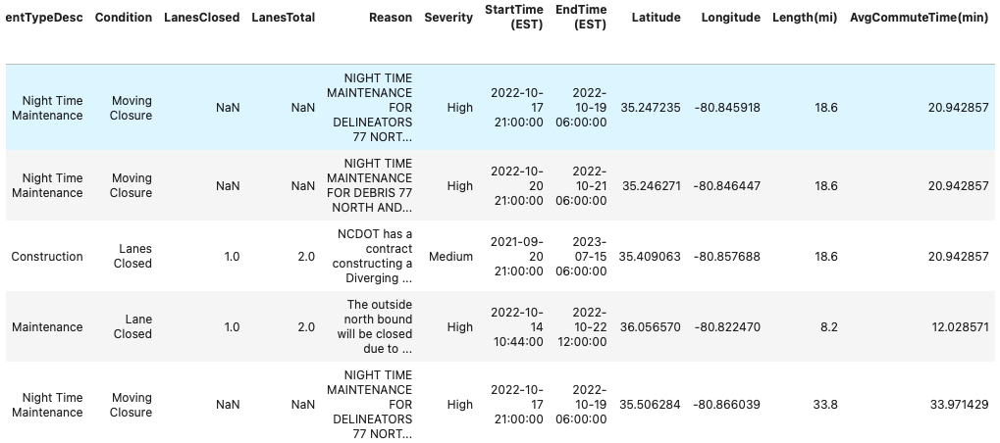 entTypeDesc Condition LanesClosed LanesTotal Reason Severity StartTime (EST) EndTime (EST) Latitude Longitude Length(mi) AvgCommuteTime(min)
Night Time Maintenance Moving Closure NaN NaN NIGHT TIME MAINTENANCE FOR DELINEATORS 77 NORT... High 2022-10-17 21:00:00 2022-10-19 06:00:00 35.247235 -80.845918 18.6 20.942857
Night Time Maintenance Moving Closure NaN NaN NIGHT TIME MAINTENANCE FOR DEBRIS 77 NORTH AND... High 2022-10-20 21:00:00 2022-10-21 06:00:00 35.246271 -80.846447 18.6 20.942857
Construction Lanes Closed 1.0 2.0 NCDOT has a contract constructing a Diverging ... Medium 2021-09-20 21:00:00 2023-07-15 06:00:00 35.409063 -80.857688 18.6 20.942857
Maintenance Lane Closed 1.0 2.0 The outside north bound will be closed due to ... High 2022-10-14 10:44:00 2022-10-22 12:00:00 36.056570 -80.822470 8.2 12.028571
Night Time Maintenance Moving Closure NaN NaN NIGHT TIME MAINTENANCE FOR DELINEATORS 77 NORT... High 2022-10-17 21:00:00 2022-10-19 06:00:00 35.506284 -80.866039 33.8 33.971429